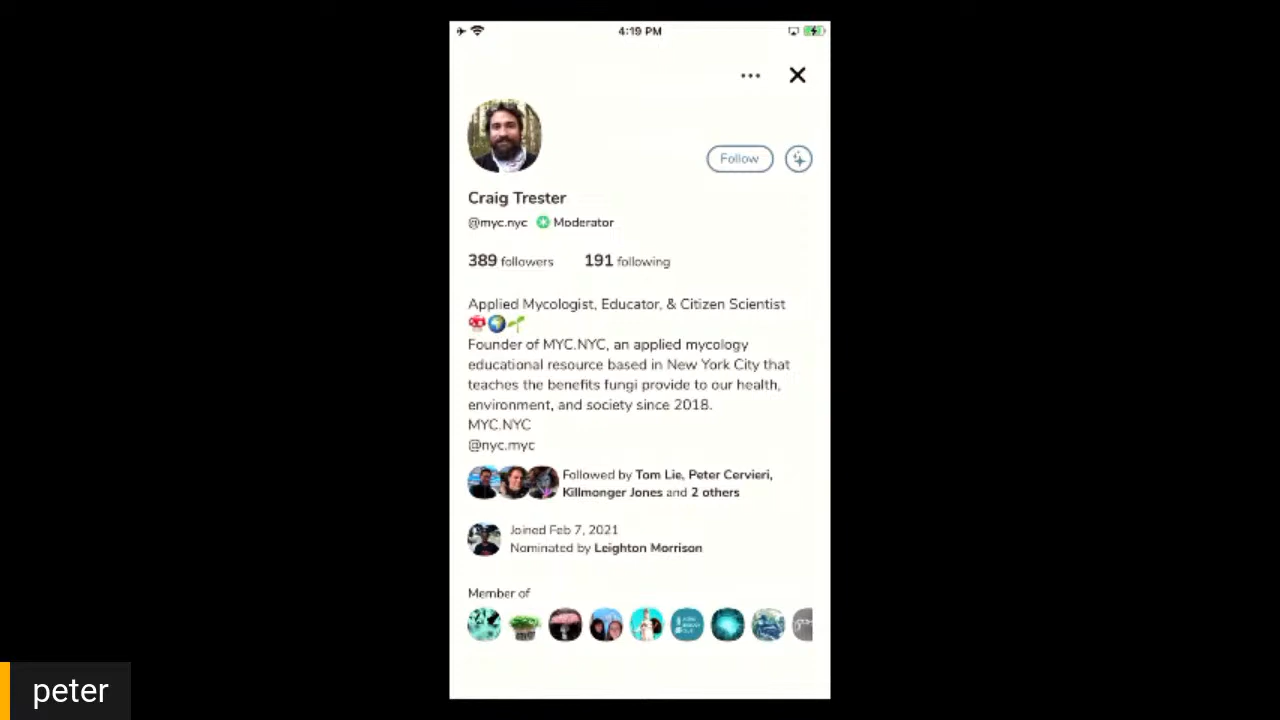 4:19 PM
Follow
Craig Trester
@myc.nyc Moderator
389 followers 191 following
Applied Mycologist, Educator, & Citizen Scientist
🍄🌍🌱
Founder of MYC.NYC, an applied mycology
educational resource based in New York City that
teaches the benefits fungi provide to our health,
environment, and society since 2018.
MYC.NYC
@nyc.myc
Followed by Tom Lie, Peter Cervieri,
Killmonger Jones and 2 others
Joined Feb 7, 2021
Nominated by Leighton Morrison
Member of
peter